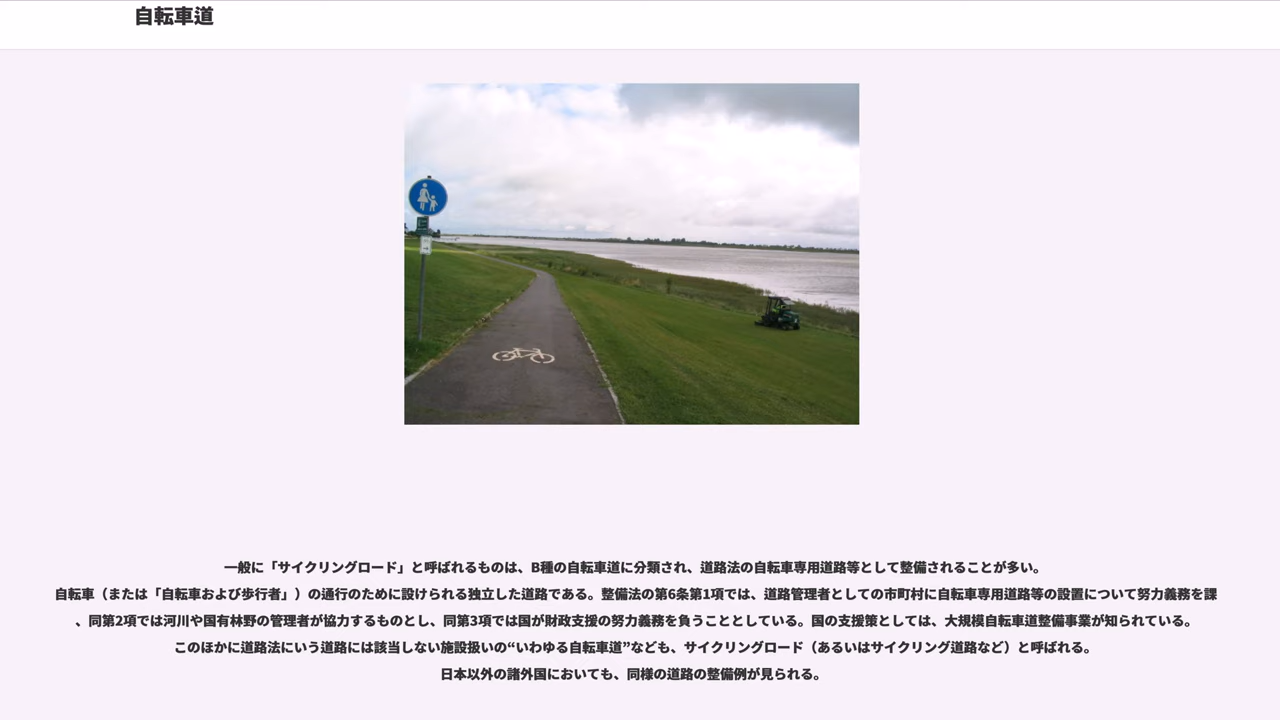 自転車道
一般に「サイクリングロード」と呼ばれるものは、B種の自転車道に分類され、道路法の自転車専用道路等として整備されることが多い。
自転車（または「自転車および歩行者」）の通行のために設けられる独立した道路である。整備法の第6条第1項では、道路管理者としての市町村に自転車専用道路等の設置について努力義務を課
、同第2項では河川や国有林野の管理者が協力するものとし、同第3項では国が財政支援の努力義務を負うこととしている。国の支援策としては、大規模自転車道整備事業が知られている。
このほかに道路法にいう道路には該当しない施設扱いの“いわゆる自転車道”なども、サイクリングロード（あるいはサイクリング道路など）と呼ばれる。
日本以外の諸外国においても、同様の道路の整備例が見られる。